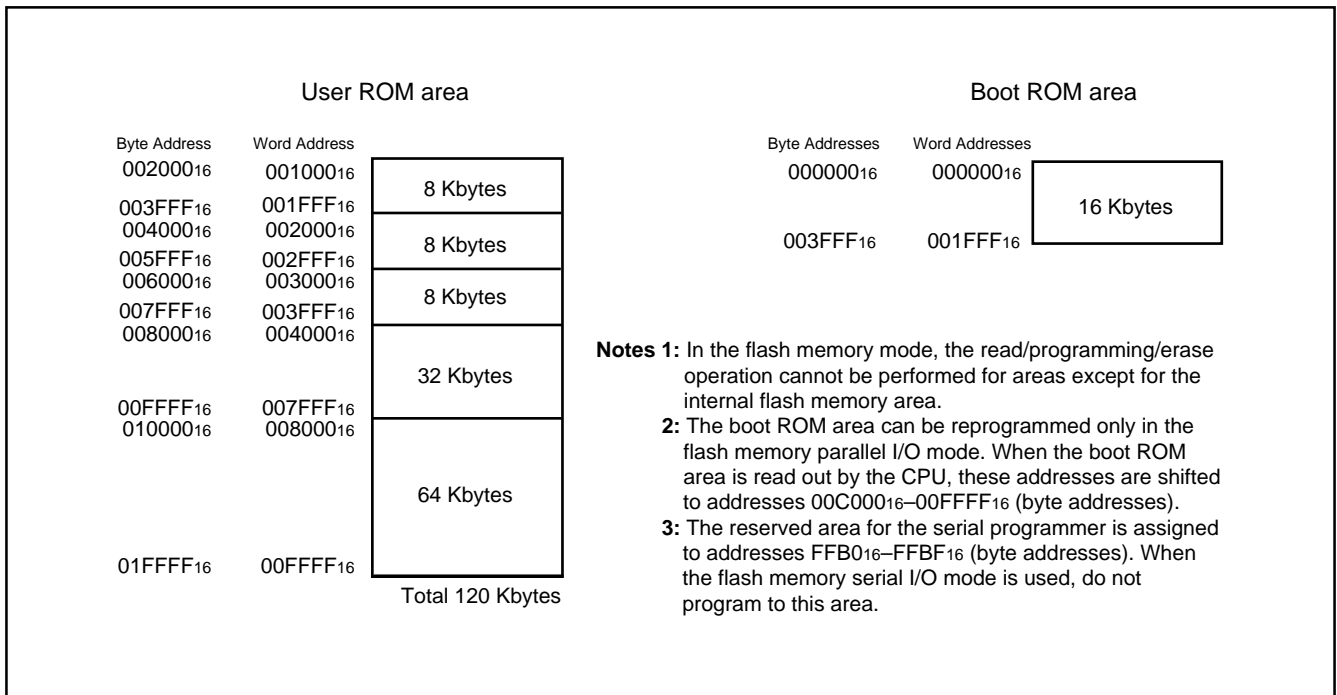 User ROM area
Byte Address Word Address
00200016 00100016
8 Kbytes
003FFF16 001FFF16
00400016 00200016
8 Kbytes
005FFF16 002FFF16
00600016 00300016
8 Kbytes
007FFF16 003FFF16
00800016 00400016
32 Kbytes
00FFFF16 007FFF16
01000016 00800016
64 Kbytes
01FFFF16 00FFFF16
Total 120 Kbytes
Boot ROM area
Byte Addresses Word Addresses
00000016 00000016
16 Kbytes
003FFF16 001FFF16
Notes 1: In the flash memory mode, the read/programming/erase
operation cannot be performed for areas except for the
internal flash memory area.
2: The boot ROM area can be reprogrammed only in the
flash memory parallel I/O mode. When the boot ROM
area is read out by the CPU, these addresses are shifted
to addresses 00C00016–00FFFF16 (byte addresses).
3: The reserved area for the serial programmer is assigned
to addresses FFB016–FFBF16 (byte addresses). When
the flash memory serial I/O mode is used, do not
program to this area.